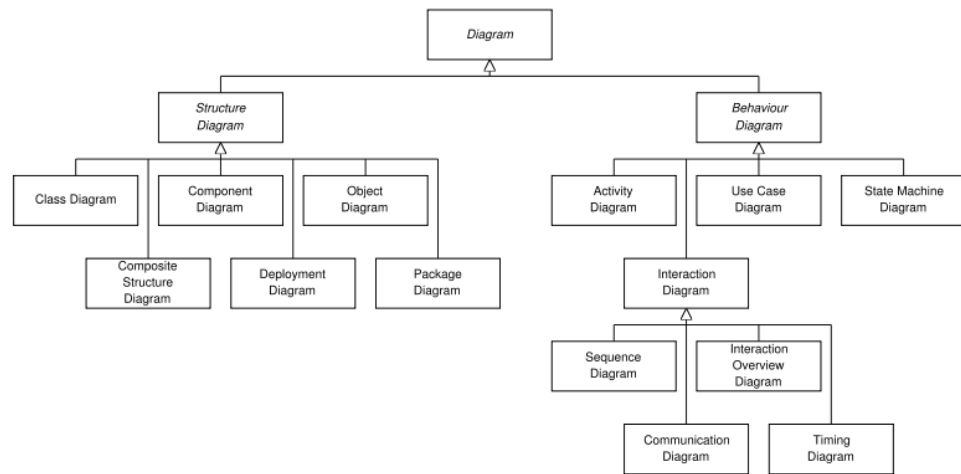 Diagram
Structure
Diagram
Behaviour
Diagram
Class Diagram
Component
Diagram
Object
Diagram
Activity
Diagram
Use Case
Diagram
State Machine
Diagram
Composite
Structure
Diagram
Deployment
Diagram
Package
Diagram
Interaction
Diagram
Sequence
Diagram
Interaction
Overview
Diagram
Communication
Diagram
Timing
Diagram